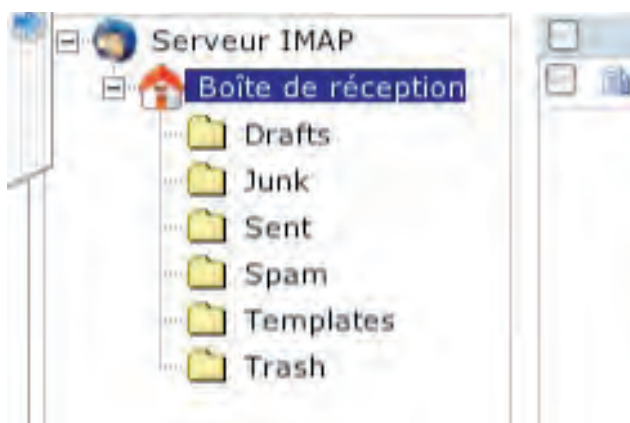 Serveur IMAP
Boîte de réception
Drafts
Junk
Sent
Spam
Templates
Trash